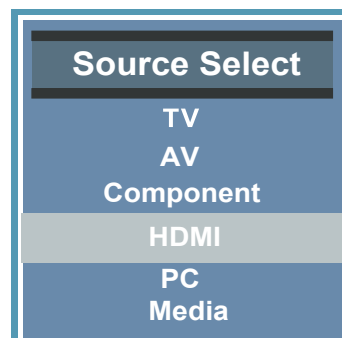 Source Select
TV
AV
Component
HDMI
PC
Media